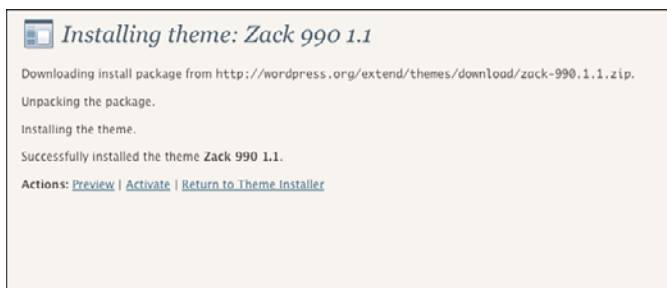 Installing theme: Zack 990 1.1
Downloading install package from http://wordpress.org/extend/themes/download/zack-990.1.1.zip.
Unpacking the package.
Installing the theme.
Successfully installed the theme Zack 990 1.1.
Actions: Preview | Activate | Return to Theme Installer